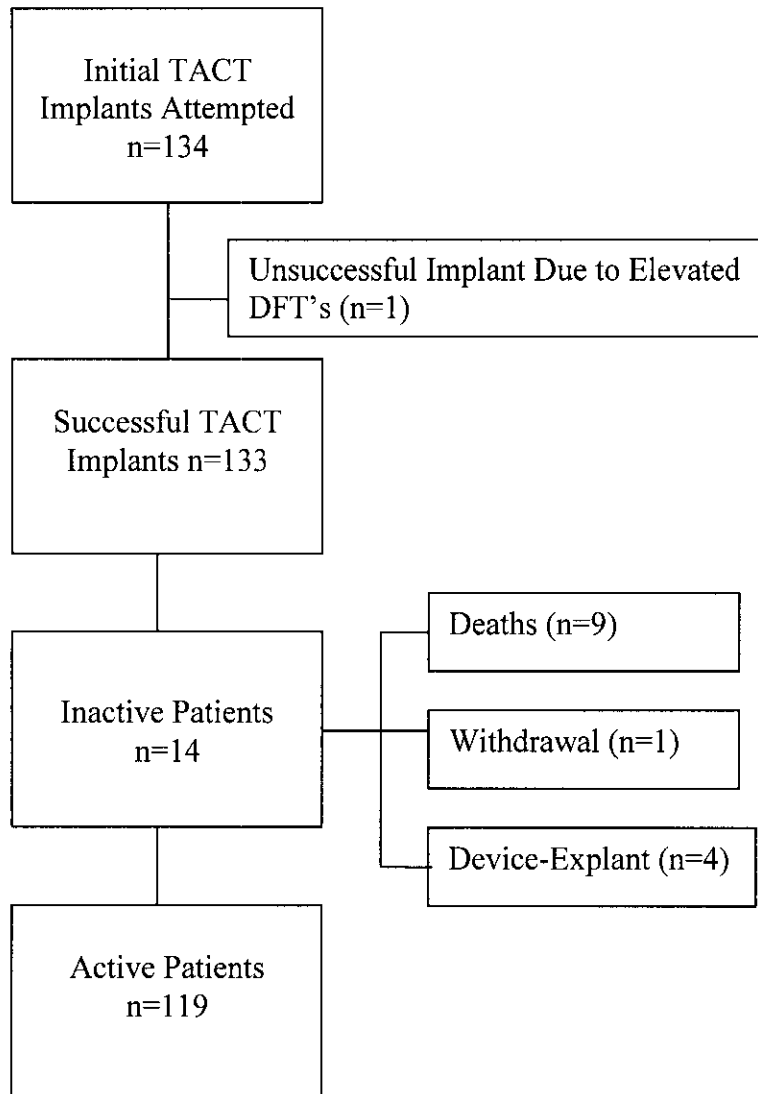 Initial TACT
Implants Attempted
n=134
Unsuccessful Implant Due to Elevated
DFT's (n=1)
Successful TACT
Implants n=133
Deaths (n=9)
Inactive Patients
n=14
Withdrawal (n=1)
Device-Explant (n=4)
Active Patients
n=119